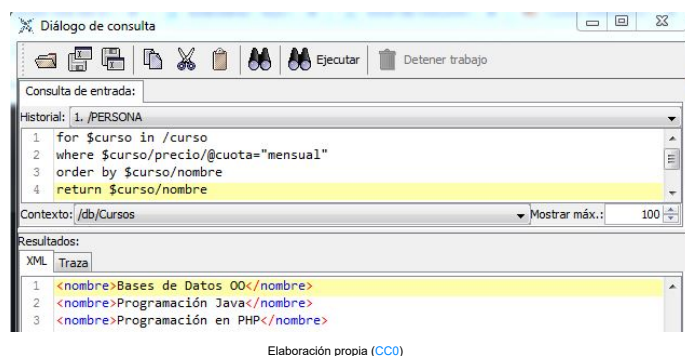 Diálogo de consulta
Ejecutar Detener trabajo
Consulta de entrada:
Historial: 1. /PERSONA
1 for $curso in /curso
2 where $curso/precio/@cuota="mensual"
3 order by $curso/nombre
4 return $curso/nombre
Contexto: /db/Cursos Mostrar máx.: 100
Resultados:
XML Traza
1 <nombre>Bases de Datos OO</nombre>
2 <nombre>Programación Java</nombre>
3 <nombre>Programación en PHP</nombre>
Elaboración propia (CC0)